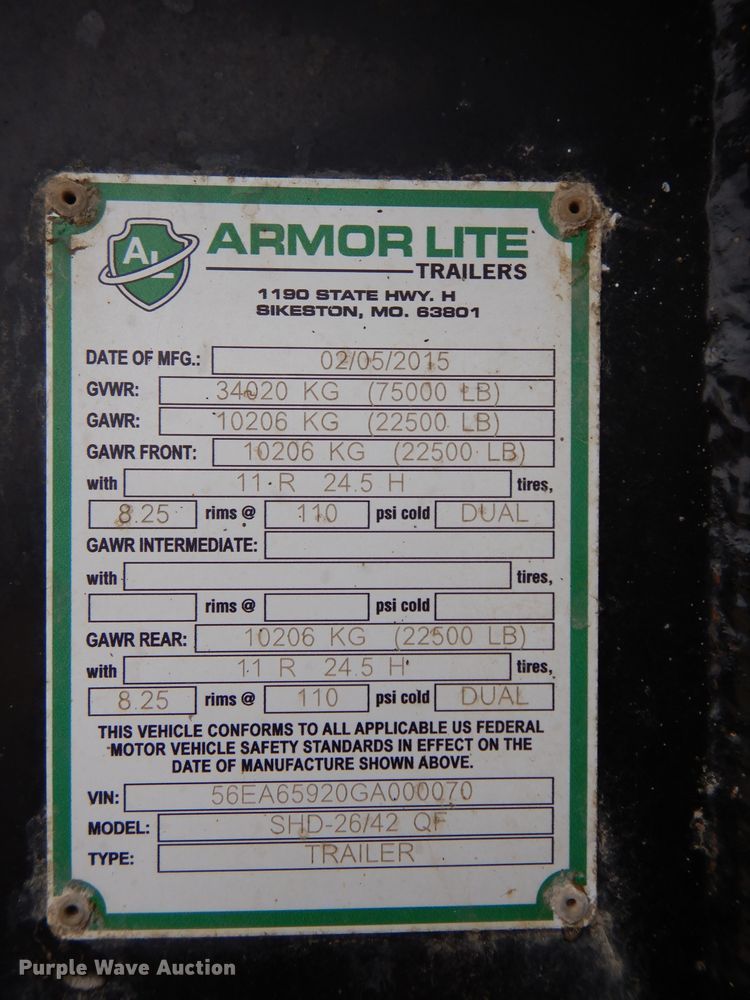 AL
ARMOR LITE
TRAILERS
1190 STATE HWY. H
SIKESTON, MO. 63801
DATE OF MFG.: 02/05/2015
GVWR: 34020 KG (75000 LB)
GAWR: 10206 KG (22500 LB)
GAWR FRONT: 10206 KG (22500 LB)
with 11 R 24.5 H tires,
8.25 rims @ 110 psi cold DUAL
GAWR INTERMEDIATE:
with tires,
rims @ psi cold
GAWR REAR: 10206 KG (22500 LB)
with 11 R 24.5 H tires,
8.25 rims @ 110 psi cold DUAL
THIS VEHICLE CONFORMS TO ALL APPLICABLE US FEDERAL
MOTOR VEHICLE SAFETY STANDARDS IN EFFECT ON THE
DATE OF MANUFACTURE SHOWN ABOVE.
VIN: 56EA65920GA000070
MODEL: SHD-26/42 QF
TYPE: TRAILER
Purple Wave Auction